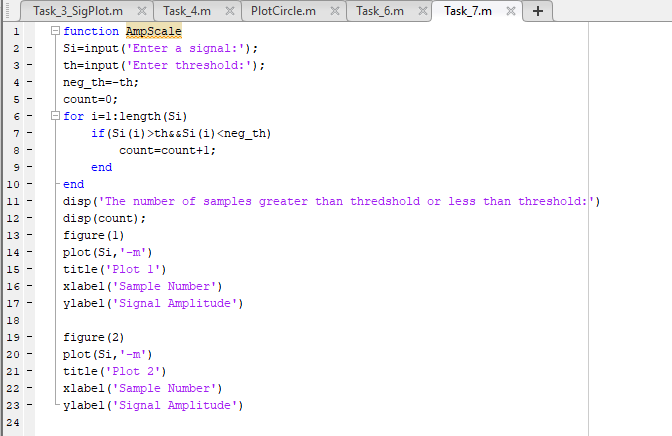 Task_3_SigPlot.m × Task_4.m × PlotCircle.m × Task_6.m × Task_7.m × +
1 function AmpScale
2 - Si=input('Enter a signal:');
3 - th=input('Enter threshold:');
4 - neg_th=-th;
5 - count=0;
6 - for i=1:length(Si)
7 - if(Si(i)>th&&Si(i)<neg_th)
8 - count=count+1;
9 - end
10 - end
11 - disp('The number of samples greater than thredshold or less than threshold:')
12 - disp(count);
13 - figure(1)
14 - plot(Si,'-m')
15 - title('Plot 1')
16 - xlabel('Sample Number')
17 - ylabel('Signal Amplitude')
18
19 - figure(2)
20 - plot(Si,'-m')
21 - title('Plot 2')
22 - xlabel('Sample Number')
23 - ylabel('Signal Amplitude')
24